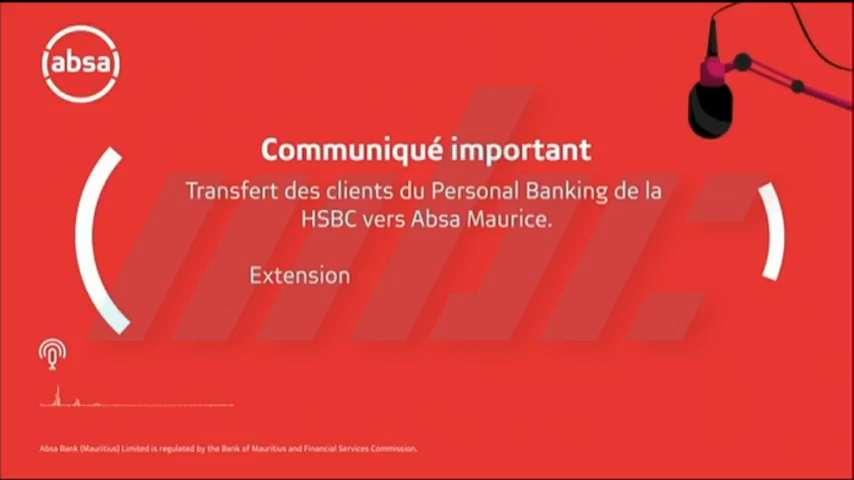 absa
Communiqué important
Transfert des clients du Personal Banking de la
HSBC vers Absa Maurice.
Extension
mbc
Absa Bank (Mauritius) Limited is regulated by the Bank of Mauritius and Financial Services Commission.